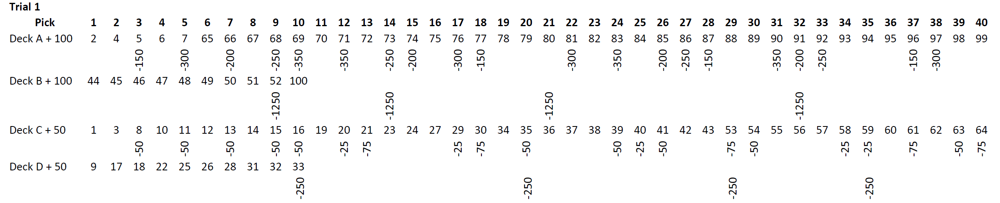 Trial 1
Pick 1 2 3 4 5 6 7 8 9 10 11 12 13 14 15 16 17 18 19 20 21 22 23 24 25 26 27 28 29 30 31 32 33 34 35 36 37 38 39 40
Deck A + 100 2 4 5 6 7 65 66 67 68 69 70 71 72 73 74 75 76 77 78 79 80 81 82 83 84 85 86 87 88 89 90 91 92 93 94 95 96 97 98 99
-150 -300 -200 -250 -350 -350 -250 -200 -300 -150 -300 -350 -200 -250 -150 -350 -200 -250 -150 -300
Deck B + 100 44 45 46 47 48 49 50 51 52 100
-1250 -1250 -1250 -1250
Deck C + 50 1 3 8 10 11 12 13 14 15 16 19 20 21 23 24 27 29 30 34 35 36 37 38 39 40 41 42 43 53 54 55 56 57 58 59 60 61 62 63 64
-50 -50 -50 -50 -50 -25 -75 -25 -75 -50 -50 -25 -50 -75 -50 -25 -25 -75 -50 -75
Deck D + 50 9 17 18 22 25 26 28 31 32 33
-250 -250 -250 -250